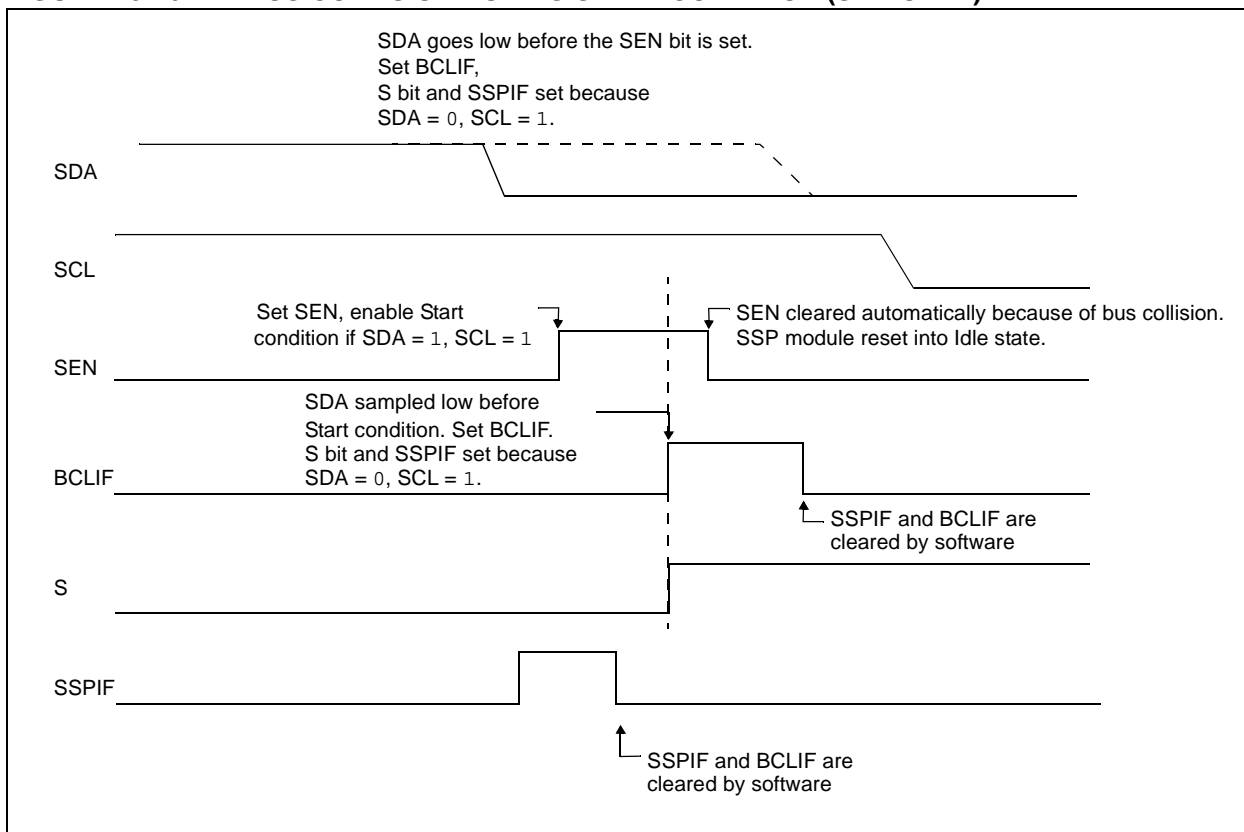 SDA goes low before the SEN bit is set.
Set BCLIF,
S bit and SSPIF set because
SDA = 0, SCL = 1.
SDA
SCL
Set SEN, enable Start
condition if SDA = 1, SCL = 1
SEN cleared automatically because of bus collision.
SSP module reset into Idle state.
SEN
SDA sampled low before
Start condition. Set BCLIF.
S bit and SSPIF set because
SDA = 0, SCL = 1.
BCLIF
SSPIF and BCLIF are
cleared by software
S
SSPIF
SSPIF and BCLIF are
cleared by software